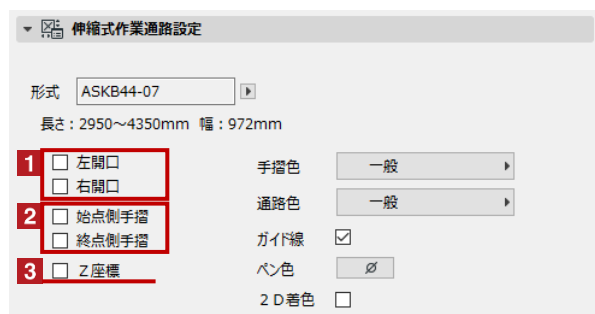 伸縮式作業通路設定
形式 ASKB44-07
長さ：2950～4350mm 幅：972mm
1 左開口 手摺色 一般
右開口
通路色 一般
2 始点側手摺
終点側手摺 ガイド線
3 Z座標 ペン色 Ø
2D着色